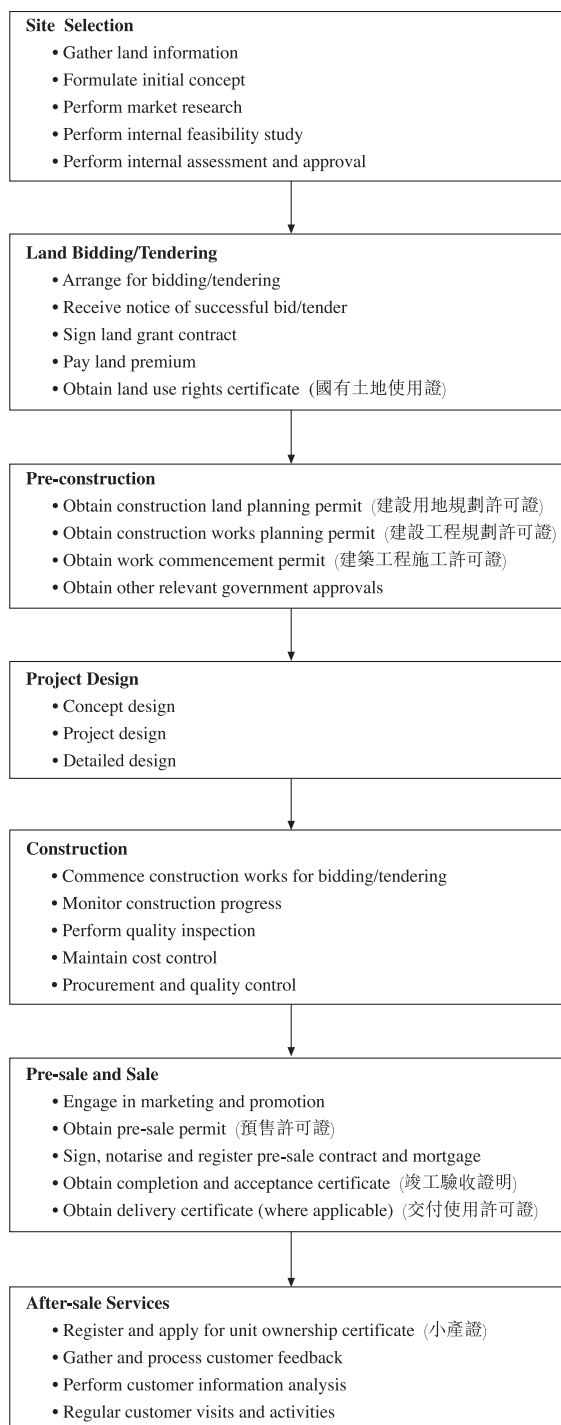 Site Selection
• Gather land information
• Formulate initial concept
• Perform market research
• Perform internal feasibility study
• Perform internal assessment and approval
Land Bidding/Tendering
• Arrange for bidding/tendering
• Receive notice of successful bid/tender
• Sign land grant contract
• Pay land premium
• Obtain land use rights certificate (國有土地使用證)
Pre-construction
• Obtain construction land planning permit (建設用地規劃許可證)
• Obtain construction works planning permit (建設工程規劃許可證)
• Obtain work commencement permit (建築工程施工許可證)
• Obtain other relevant government approvals
Project Design
• Concept design
• Project design
• Detailed design
Construction
• Commence construction works for bidding/tendering
• Monitor construction progress
• Perform quality inspection
• Maintain cost control
• Procurement and quality control
Pre-sale and Sale
• Engage in marketing and promotion
• Obtain pre-sale permit (預售許可證)
• Sign, notarise and register pre-sale contract and mortgage
• Obtain completion and acceptance certificate (竣工驗收證明)
• Obtain delivery certificate (where applicable) (交付使用許可證)
After-sale Services
• Register and apply for unit ownership certificate (小產證)
• Gather and process customer feedback
• Perform customer information analysis
• Regular customer visits and activities